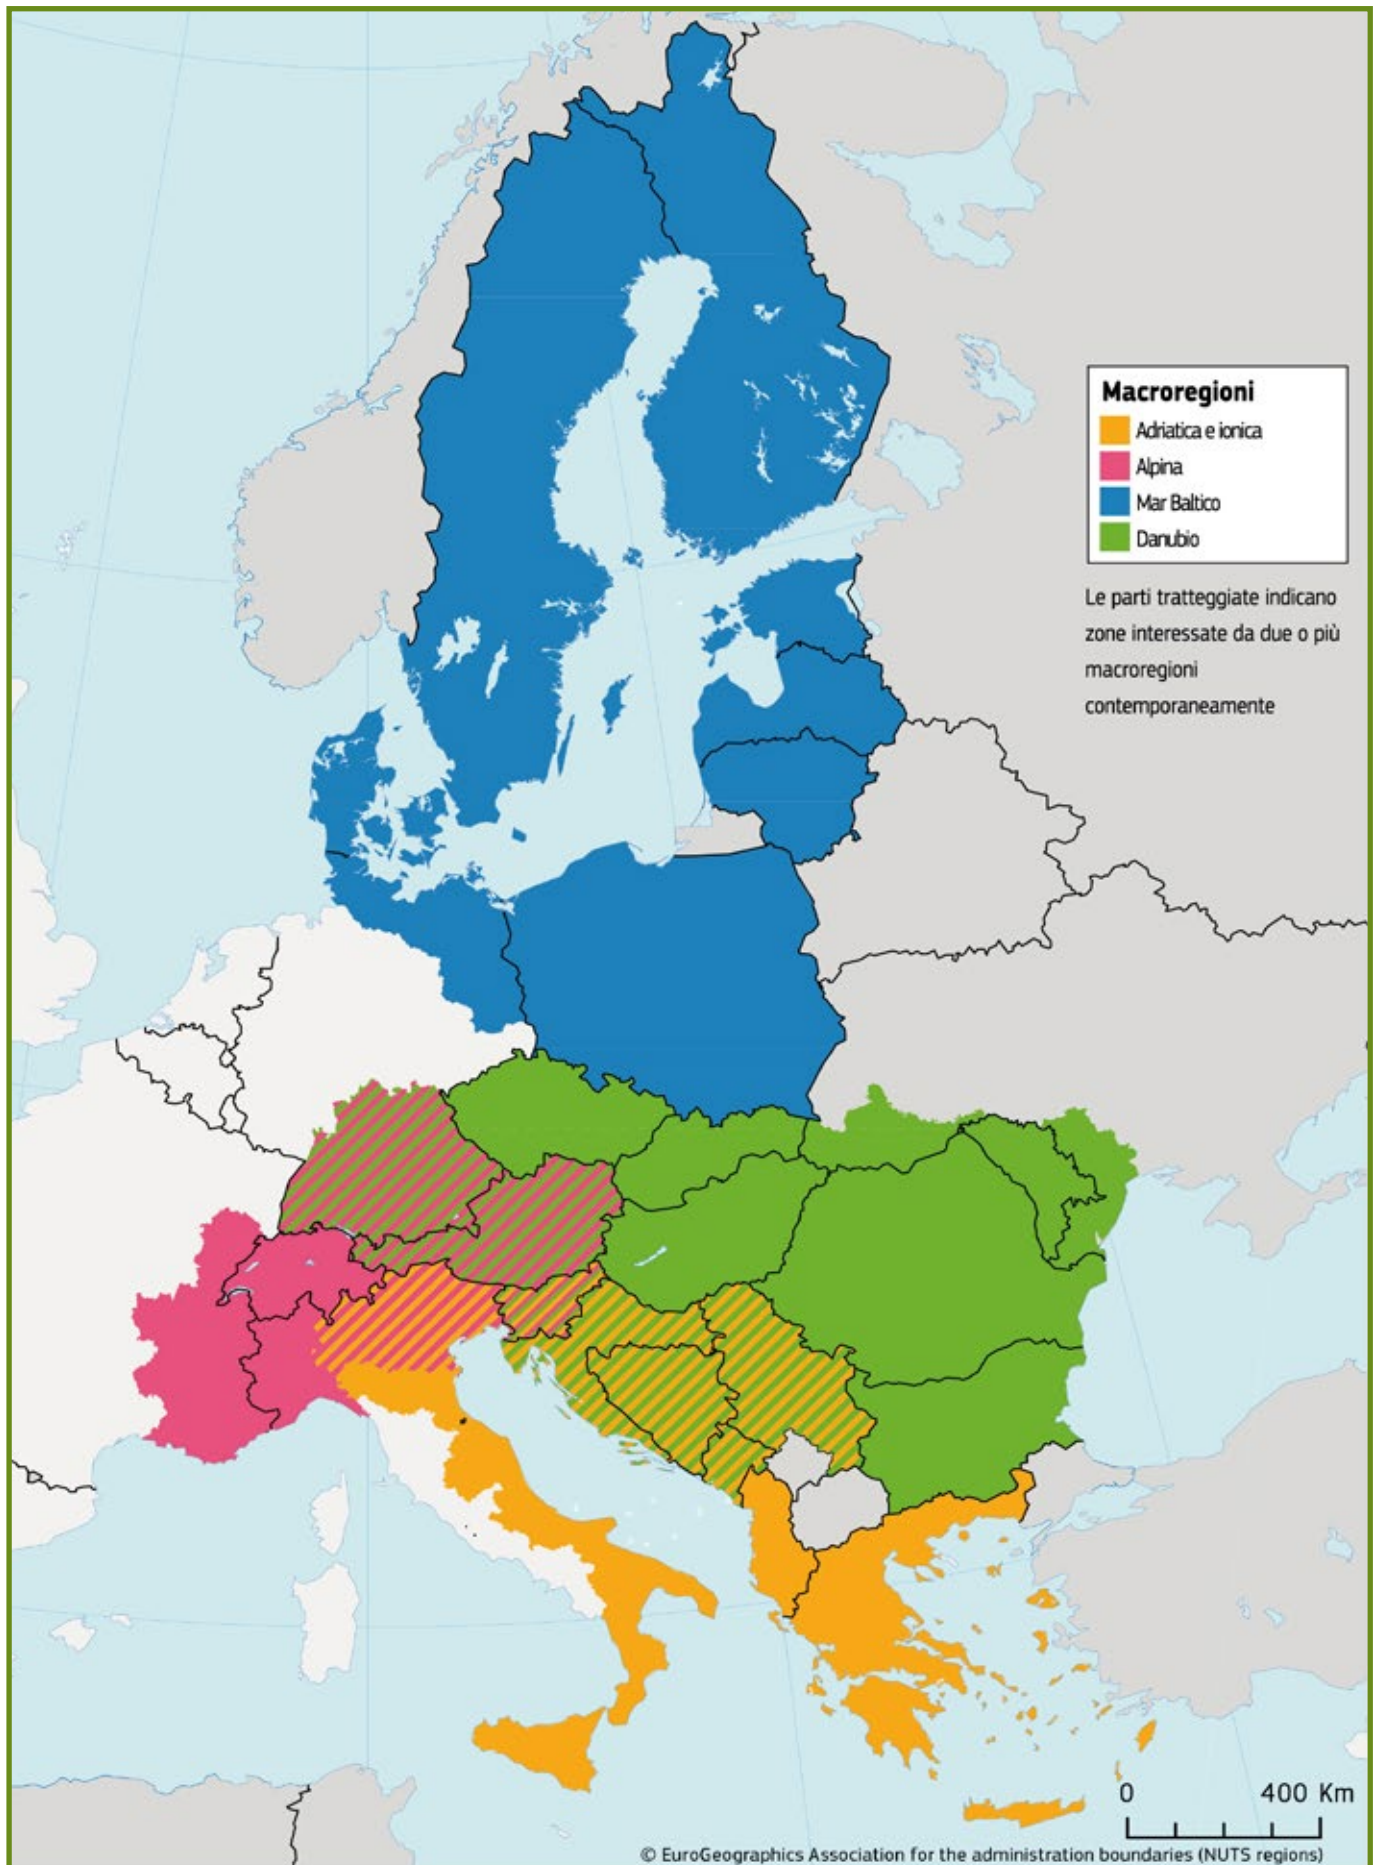 Macroregioni
Adriatica e ionica
Alpina
Mar Baltico
Danubio
Le parti tratteggiate indicano
zone interessate da due o più
macroregioni
contemporaneamente
0 400 Km
© EuroGeographics Association for the administration boundaries (NUTS regions)